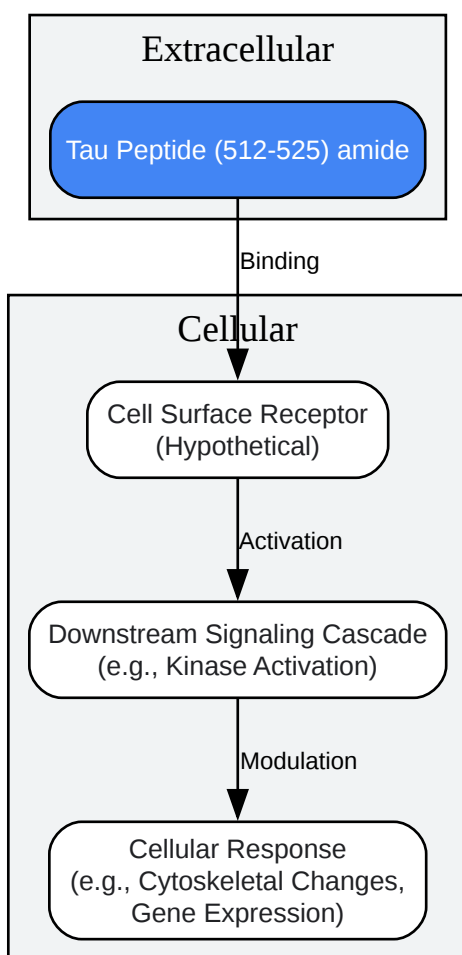 Extracellular
Tau Peptide (512-525) amide
Binding
Cellular
Cell Surface Receptor
(Hypothetical)
Activation
Downstream Signaling Cascade
(e.g., Kinase Activation)
Modulation
Cellular Response
(e.g., Cytoskeletal Changes,
Gene Expression)